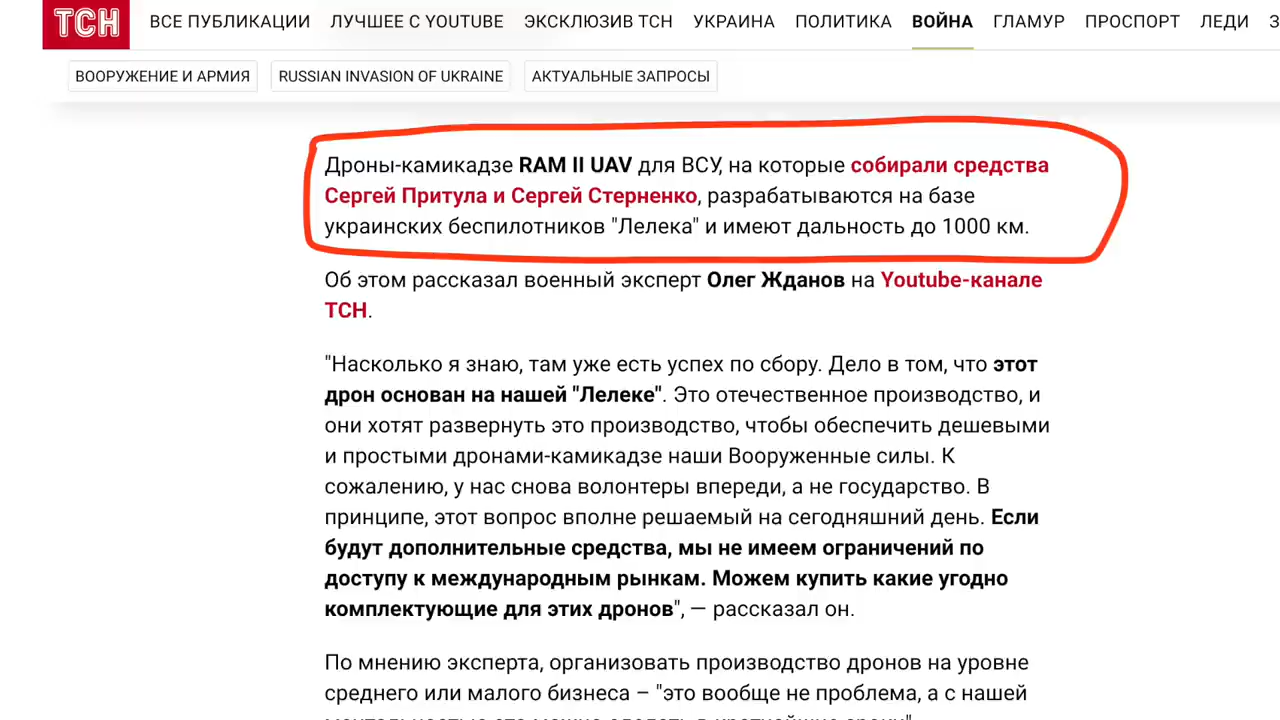 ТСН
ВСЕ ПУБЛИКАЦИИ ЛУЧШЕЕ С YOUTUBE ЭКСКЛЮЗИВ ТСН УКРАИНА ПОЛИТИКА ВОЙНА ГЛАМУР ПРОСПОРТ ЛЕДИ
ВООРУЖЕНИЕ И АРМИЯ RUSSIAN INVASION OF UKRAINE АКТУАЛЬНЫЕ ЗАПРОСЫ
Дроны-камикадзе RAM II UAV для ВСУ, на которые собирали средства
Сергей Притула и Сергей Стерненко, разрабатываются на базе
украинских беспилотников "Лелека" и имеют дальность до 1000 км.
Об этом рассказал военный эксперт Олег Жданов на Youtube-канале
ТСН.
"Насколько я знаю, там уже есть успех по сбору. Дело в том, что этот
дрон основан на нашей "Лелеке". Это отечественное производство, и
они хотят развернуть это производство, чтобы обеспечить дешевыми
и простыми дронами-камикадзе наши Вооруженные силы. К
сожалению, у нас снова волонтеры впереди, а не государство. В
принципе, этот вопрос вполне решаемый на сегодняшний день. Если
будут дополнительные средства, мы не имеем ограничений по
доступу к международным рынкам. Можем купить какие угодно
комплектующие для этих дронов", — рассказал он.
По мнению эксперта, организовать производство дронов на уровне
среднего или малого бизнеса – "это вообще не проблема, а с нашей